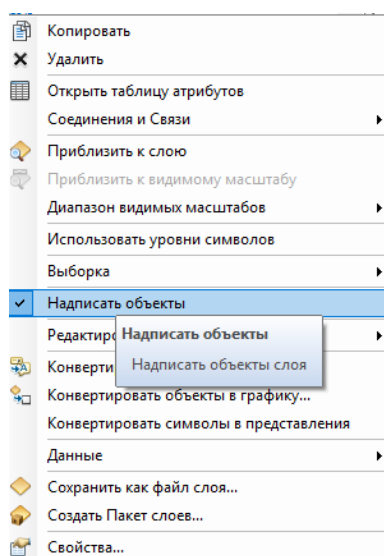 Копировать
Удалить
Открыть таблицу атрибутов
Соединения и Связи
Приблизить к слою
Приблизить к видимому масштабу
Диапазон видимых масштабов
Использовать уровни символов
Выборка
Надписать объекты
Надписать объекты
Надписать объекты слоя
Конвертировать объекты в графику...
Конвертировать символы в представления
Данные
Сохранить как файл слоя...
Создать Пакет слоев...
Свойства...